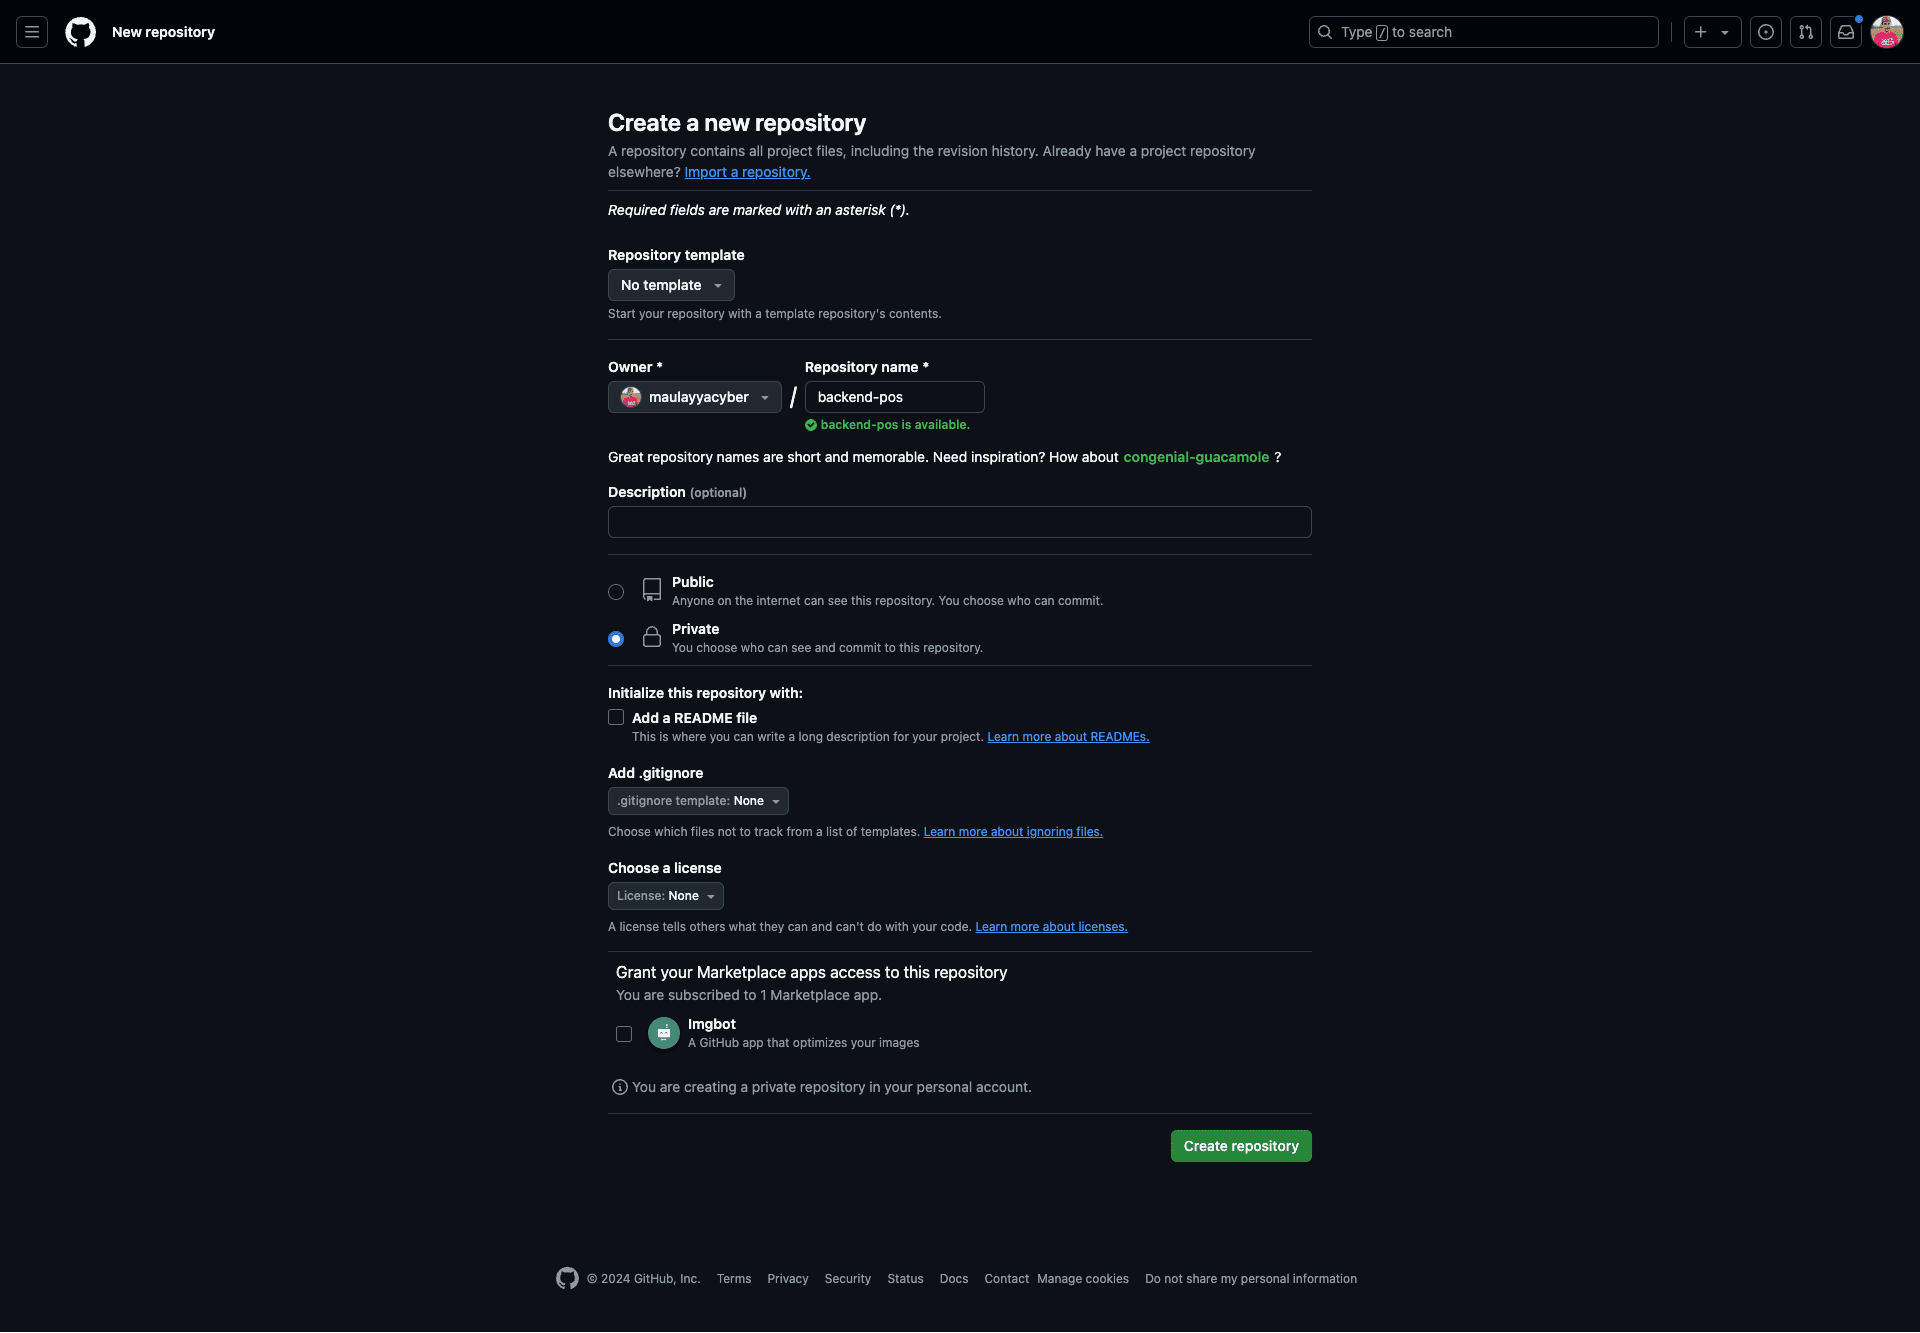 New repository
Type / to search
Create a new repository
A repository contains all project files, including the revision history. Already have a project repository
elsewhere? Import a repository.
Required fields are marked with an asterisk (*).
Repository template
No template
Start your repository with a template repository's contents.
Owner *
Repository name *
maulayyacyber
/
backend-pos
backend-pos is available.
Great repository names are short and memorable. Need inspiration? How about congenial-guacamole ?
Description (optional)
Public
Anyone on the internet can see this repository. You choose who can commit.
Private
You choose who can see and commit to this repository.
Initialize this repository with:
Add a README file
This is where you can write a long description for your project. Learn more about READMEs.
Add .gitignore
.gitignore template: None
Choose which files not to track from a list of templates. Learn more about ignoring files.
Choose a license
License: None
A license tells others what they can and can't do with your code. Learn more about licenses.
Grant your Marketplace apps access to this repository
You are subscribed to 1 Marketplace app.
Imgbot
A GitHub app that optimizes your images
You are creating a private repository in your personal account.
Create repository
© 2024 GitHub, Inc. Terms Privacy Security Status Docs Contact Manage cookies Do not share my personal information